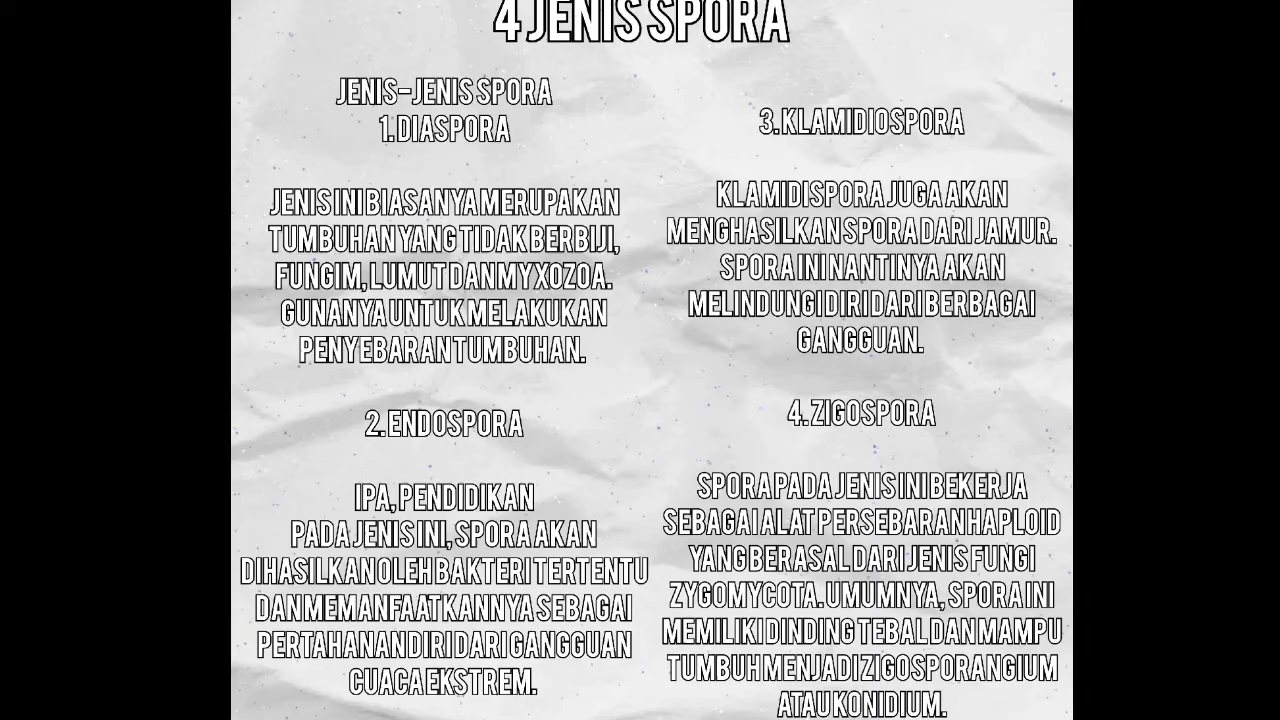 4 JENIS SPORA
JENIS-JENIS SPORA
1. DIASPORA
JENIS INI BIASANYA MERUPAKAN
TUMBUHAN YANG TIDAK BERBIJI,
FUNGIM, LUMUT DAN MYXOZOA.
GUNANYA UNTUK MELAKUKAN
PENYEBARAN TUMBUHAN.
2. ENDOSPORA
IPA, PENDIDIKAN
PADA JENIS INI, SPORA AKAN
DIHASILKAN OLEH BAKTERI TERTENTU
DAN MEMANFAATKANNYA SEBAGAI
PERTAHANAN DIRI DARI GANGGUAN
CUACA EKSTREM.
3. KLAMIDIOSPORA
KLAMIDISPORA JUGA AKAN
MENGHASILKAN SPORA DARI JAMUR.
SPORA INI NANTINYA AKAN
MELINDUNGI DIRI DARI BERBAGAI
GANGGUAN.
4. ZIGOSPORA
SPORA PADA JENIS INI BEKERJA
SEBAGAI ALAT PERSEBARAN HAPLOID
YANG BERASAL DARI JENIS FUNGI
ZYGOMYCOTA. UMUMNYA, SPORA INI
MEMILIKI DINDING TEBAL DAN MAMPU
TUMBUH MENJADI ZIGOSPORANGIUM
ATAU KONIDIUM.